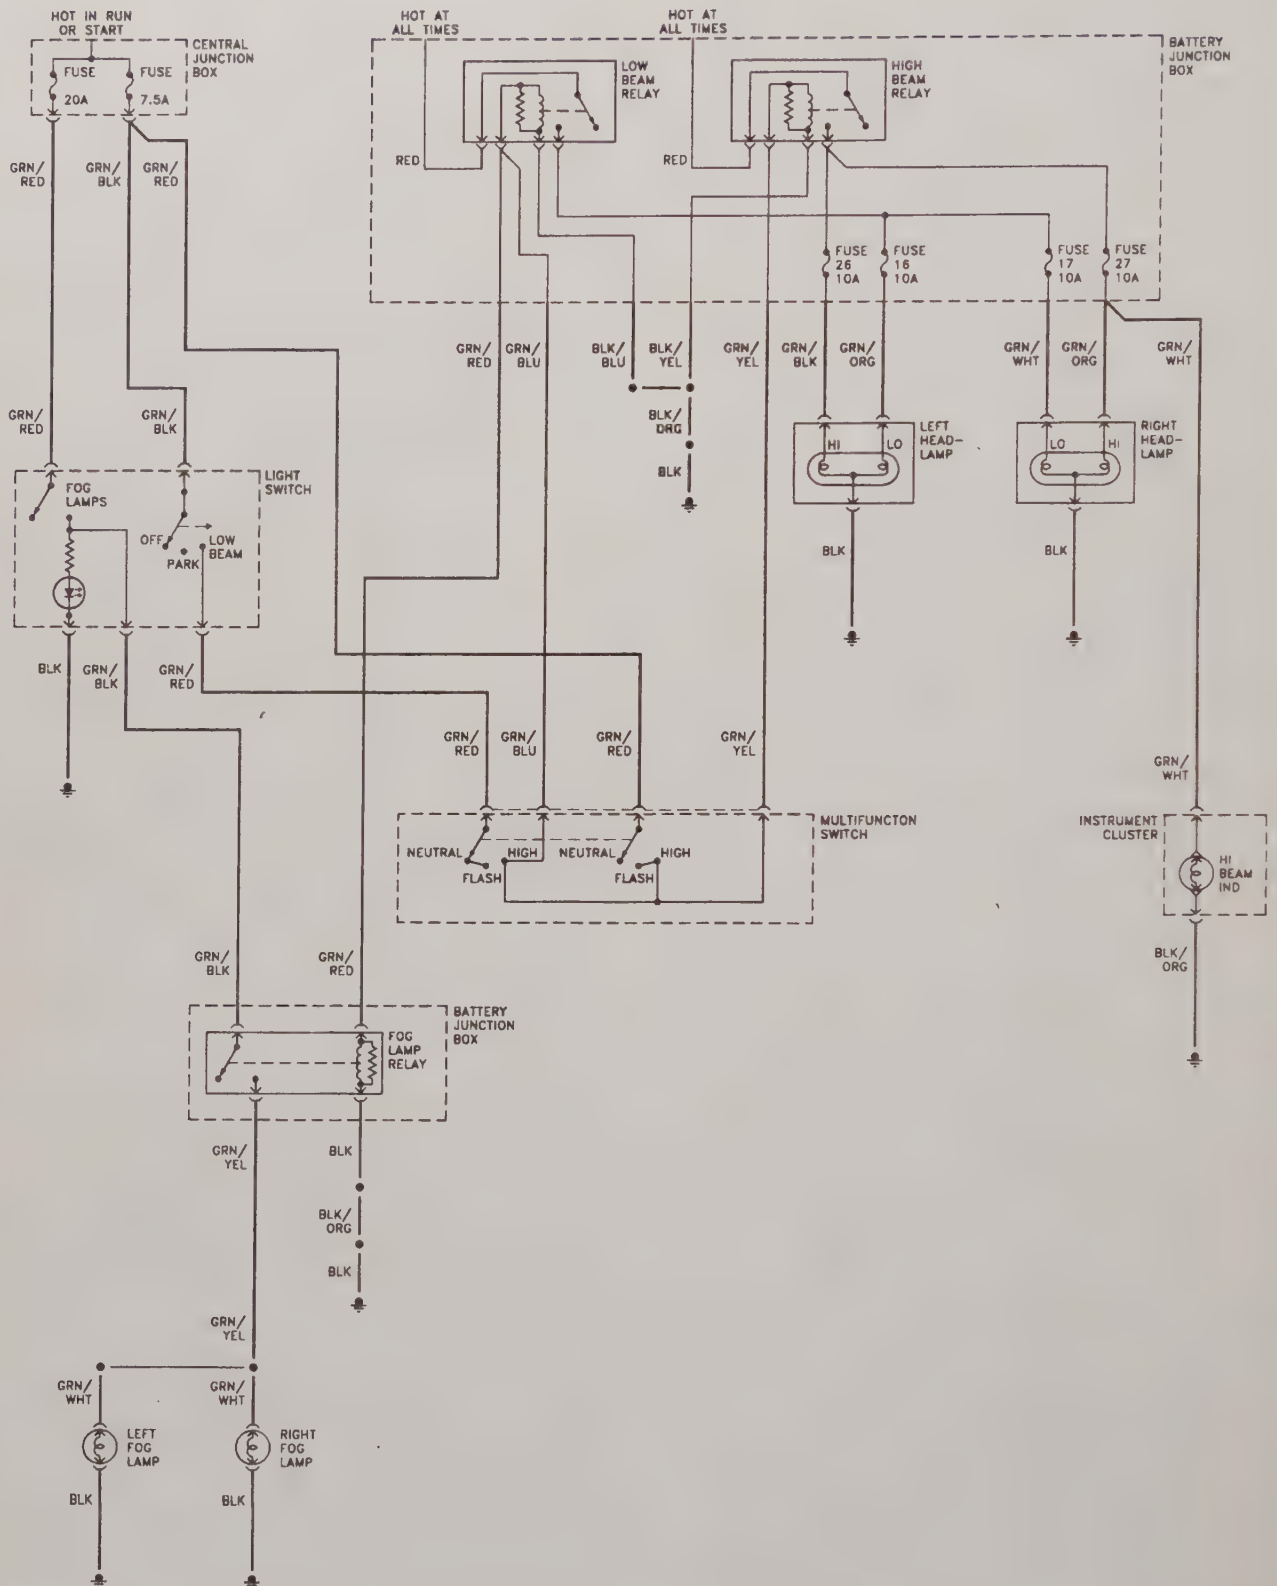 HOT IN RUN
OR START
HOT AT
ALL TIMES
HOT AT
ALL TIMES
CENTRAL
JUNCTION
BOX
FUSE
20A
FUSE
7.5A
BATTERY
JUNCTION
BOX
LOW
BEAM
RELAY
HIGH
BEAM
RELAY
RED
RED
GRN/
RED
GRN/
BLK
GRN/
RED
FUSE
26
10A
FUSE
16
10A
FUSE
17
10A
FUSE
27
10A
GRN/
RED
GRN/
BLU
BLK/
BLU
BLK/
YEL
GRN/
YEL
GRN/
BLK
GRN/
ORG
GRN/
WHT
GRN/
ORG
GRN/
WHT
GRN/
RED
GRN/
BLK
BLK/
ORG
BLK
LEFT
HEAD-
LAMP
HI
LO
RIGHT
HEAD-
LAMP
LO
HI
BLK
BLK
LIGHT
SWITCH
FOG
LAMPS
OFF
PARK
LOW
BEAM
BLK
GRN/
BLK
GRN/
RED
GRN/
RED
GRN/
BLU
GRN/
RED
GRN/
YEL
GRN/
WHT
MULTIFUNCTON
SWITCH
NEUTRAL
FLASH
HIGH
NEUTRAL
FLASH
HIGH
INSTRUMENT
CLUSTER
HI
BEAM
IND
BLK/
ORG
GRN/
BLK
GRN/
RED
BATTERY
JUNCTION
BOX
FOG
LAMP
RELAY
GRN/
YEL
BLK
BLK/
ORG
BLK
GRN/
YEL
GRN/
WHT
GRN/
WHT
LEFT
FOG
LAMP
RIGHT
FOG
LAMP
BLK
BLK